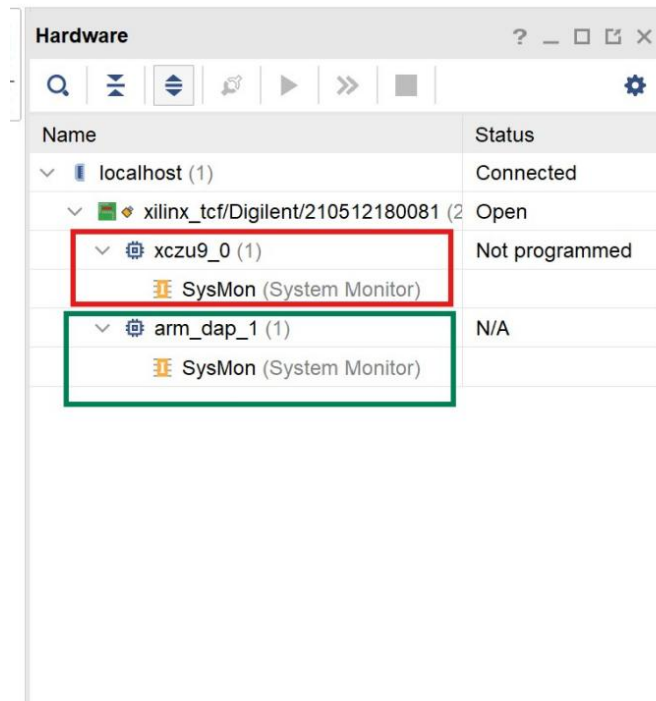 Hardware
Name Status
localhost (1) Connected
xilinx_tcf/Digilent/210512180081 (2 Open
xczu9_0 (1) Not programmed
SysMon (System Monitor)
arm_dap_1 (1) N/A
SysMon (System Monitor)